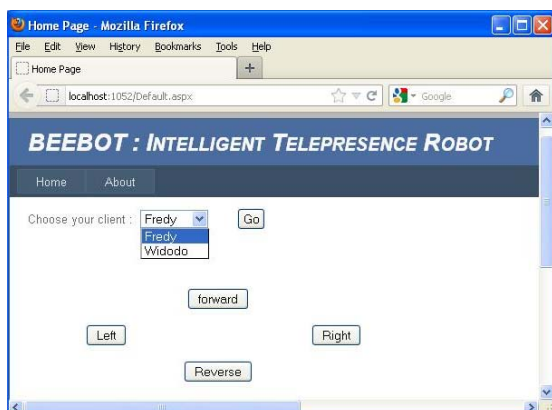 Home Page - Mozilla Firefox
File Edit View History Bookmarks Tools Help
Home Page +
localhost:1052/Default.aspx Google
BEEBOT : INTELLIGENT TELEPRESENCE ROBOT
Home About
Choose your client : Fredy Go
Fredy
Widodo
forward
Left Right
Reverse